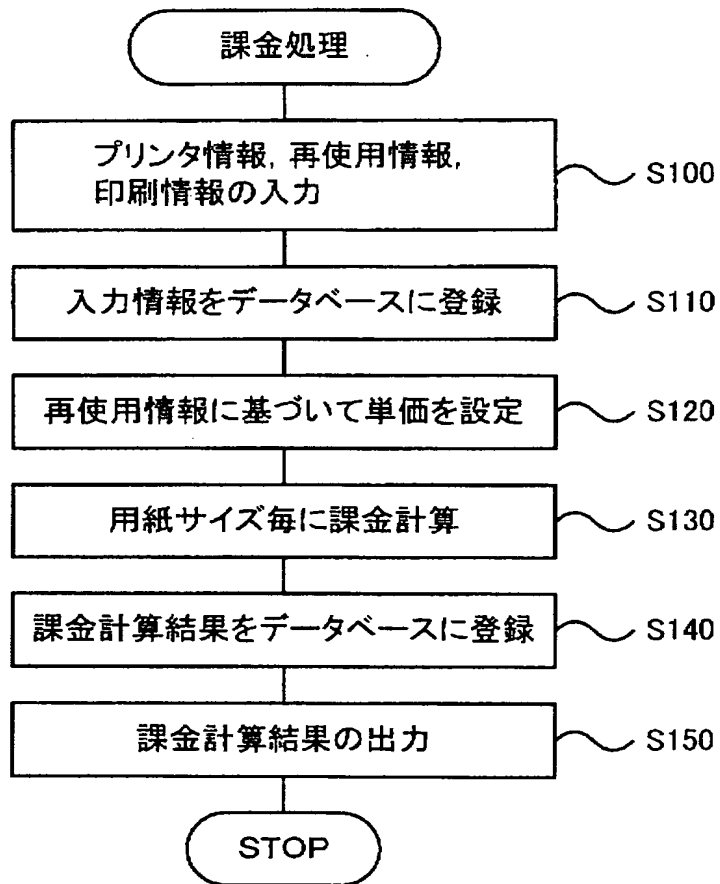 課金処理
プリンタ情報, 再使用情報,
印刷情報の入力
S100
入力情報をデータベースに登録
S110
再使用情報に基づいて単価を設定
S120
用紙サイズ毎に課金計算
S130
課金計算結果をデータベースに登録
S140
課金計算結果の出力
S150
STOP